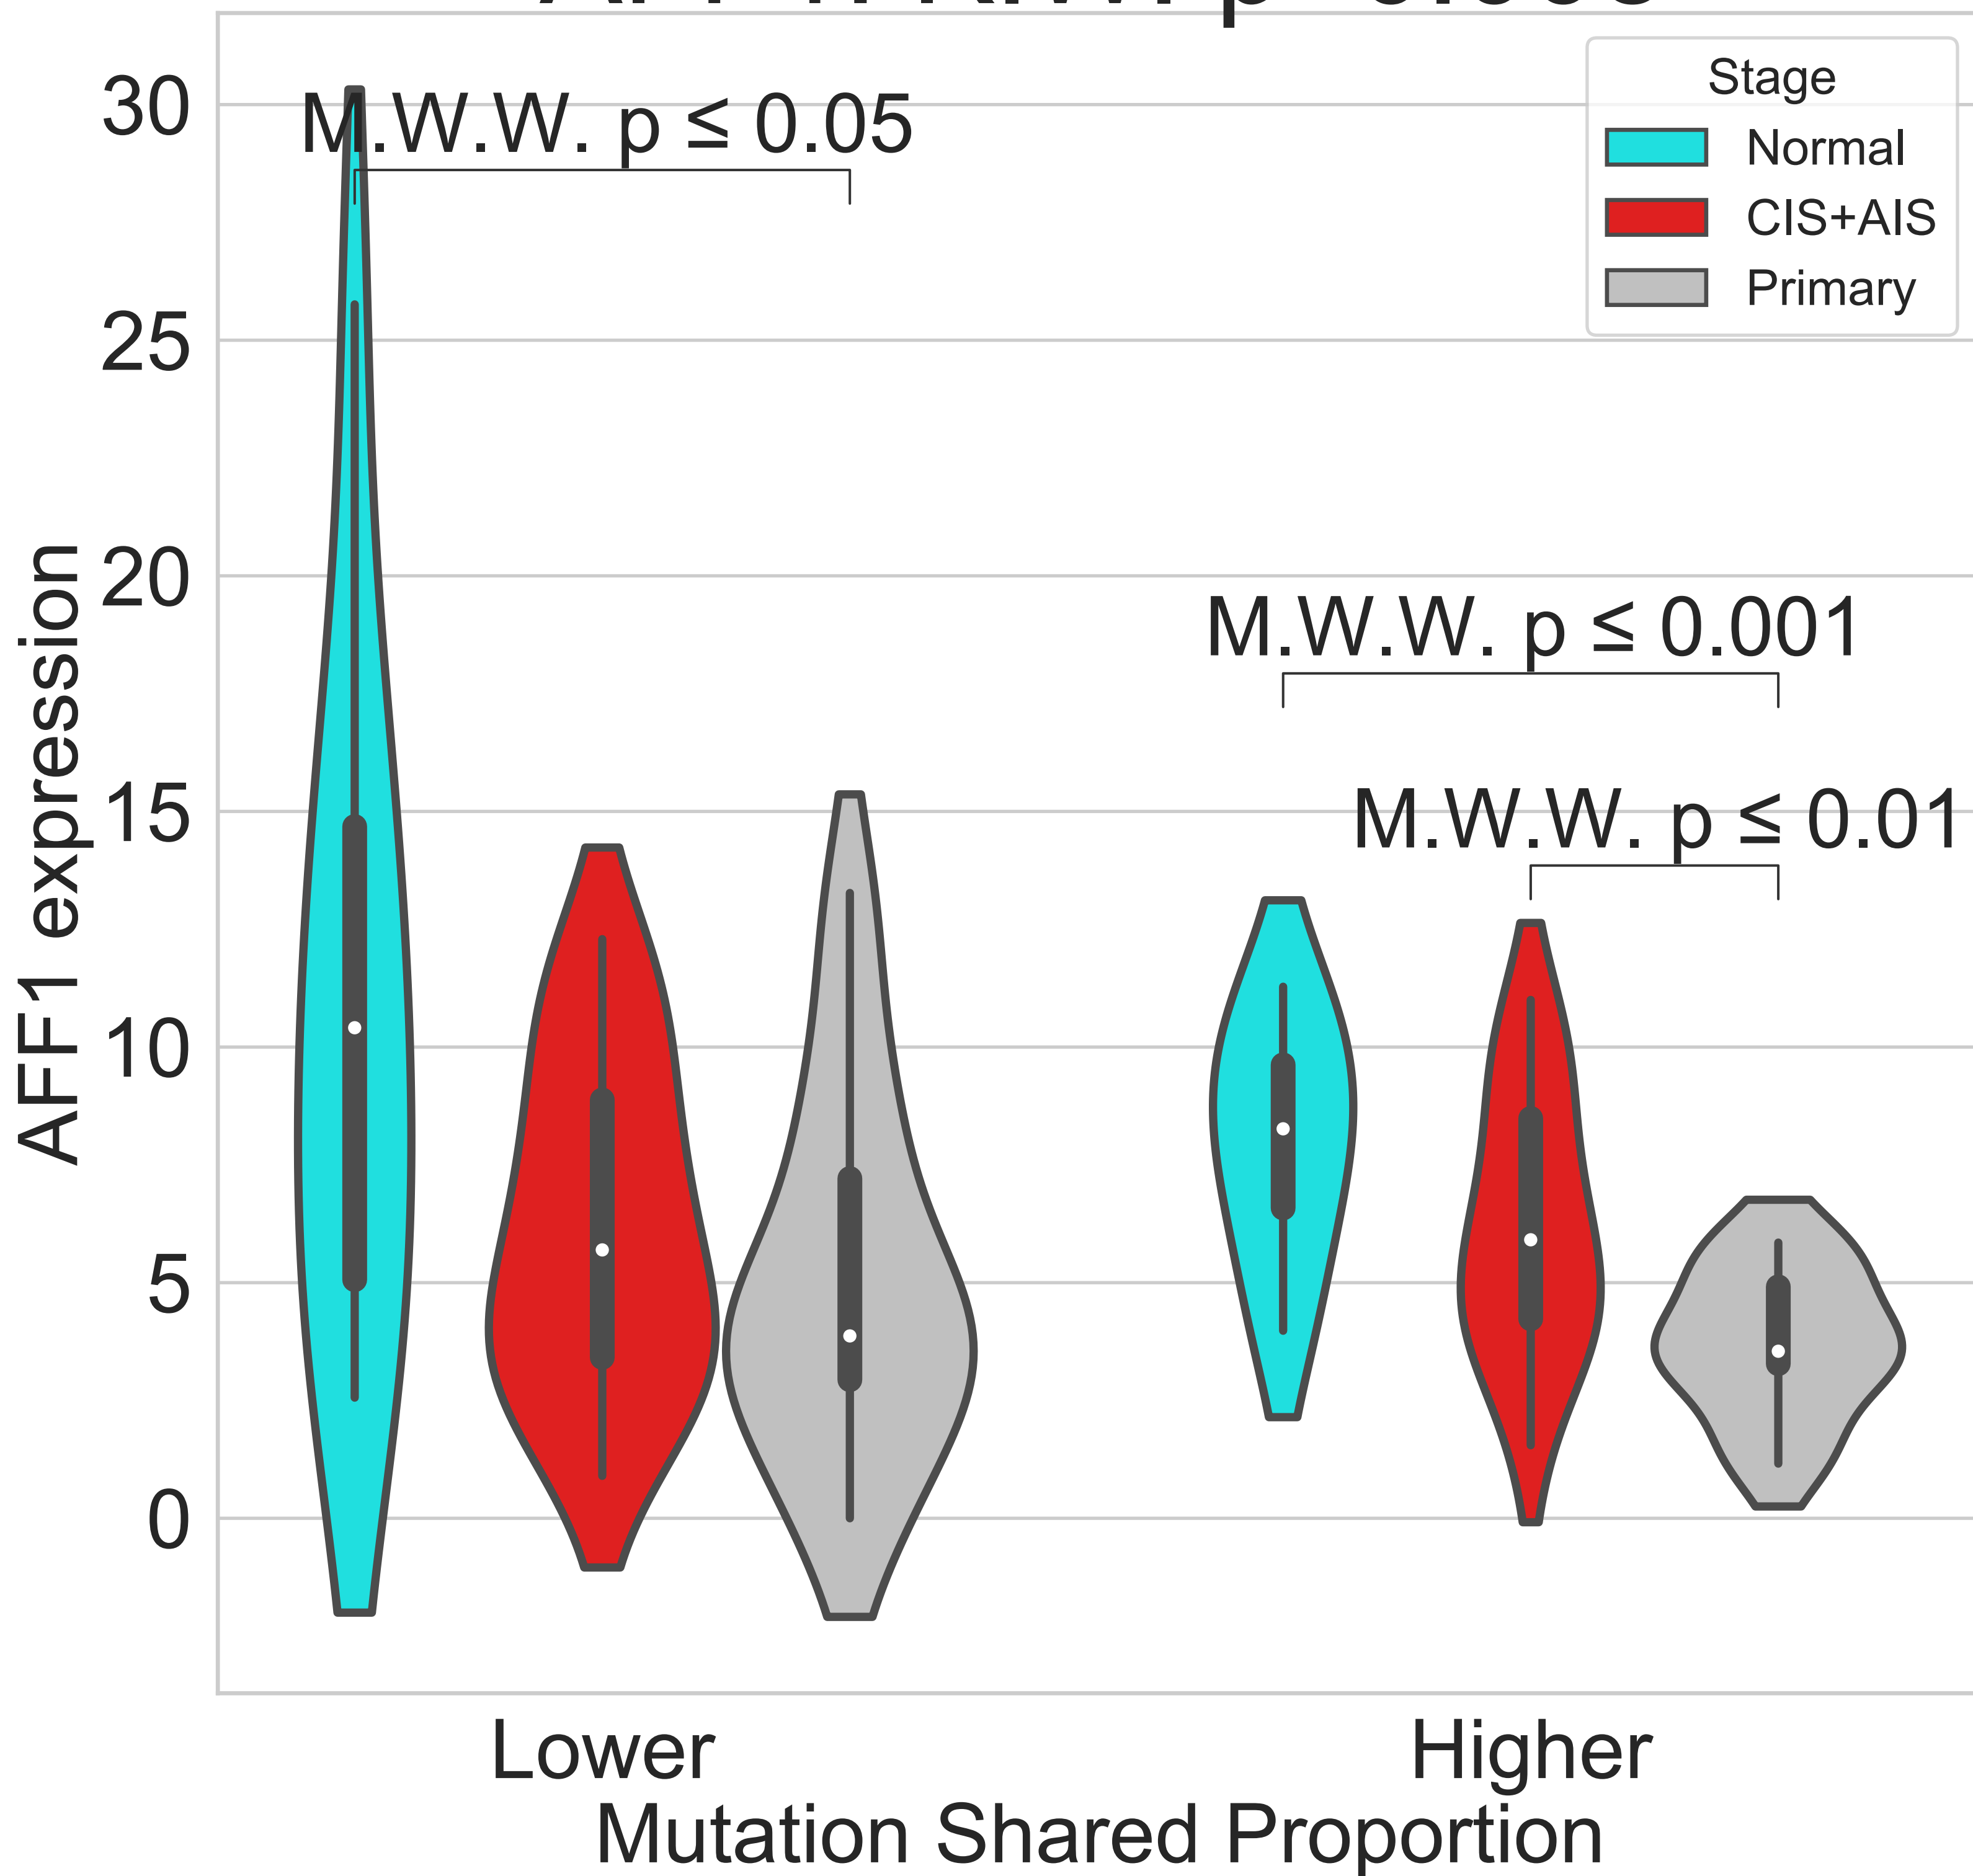 30
25
20
15
10
5
0
AFF1 expression
M.W.W. p ≤ 0.05
M.W.W. p ≤ 0.001
M.W.W. p ≤ 0.01
Stage
Normal
CIS+AIS
Primary
Lower
Higher
Mutation Shared Proportion